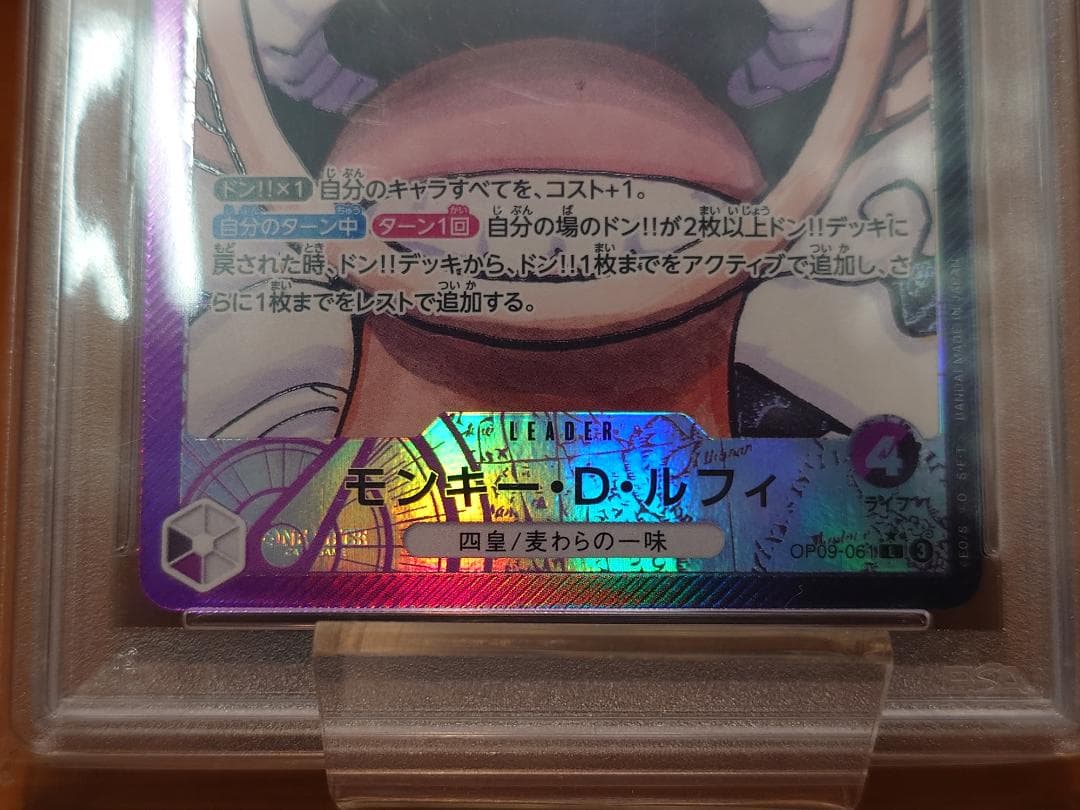 ドン!!×1 自分のキャラすべてを、コスト+1。
自分のターン中 ターン1回 自分の場のドン!!が2枚以上ドン!!デッキに
戻された時、ドン!!デッキから、ドン!!1枚までをアクティブで追加し、さ
らに1枚までをレストで追加する。
LEADER
モンキー・D・ルフィ
4
ライフ
四皇/麦わらの一味
OP09-061 L 3
PSA